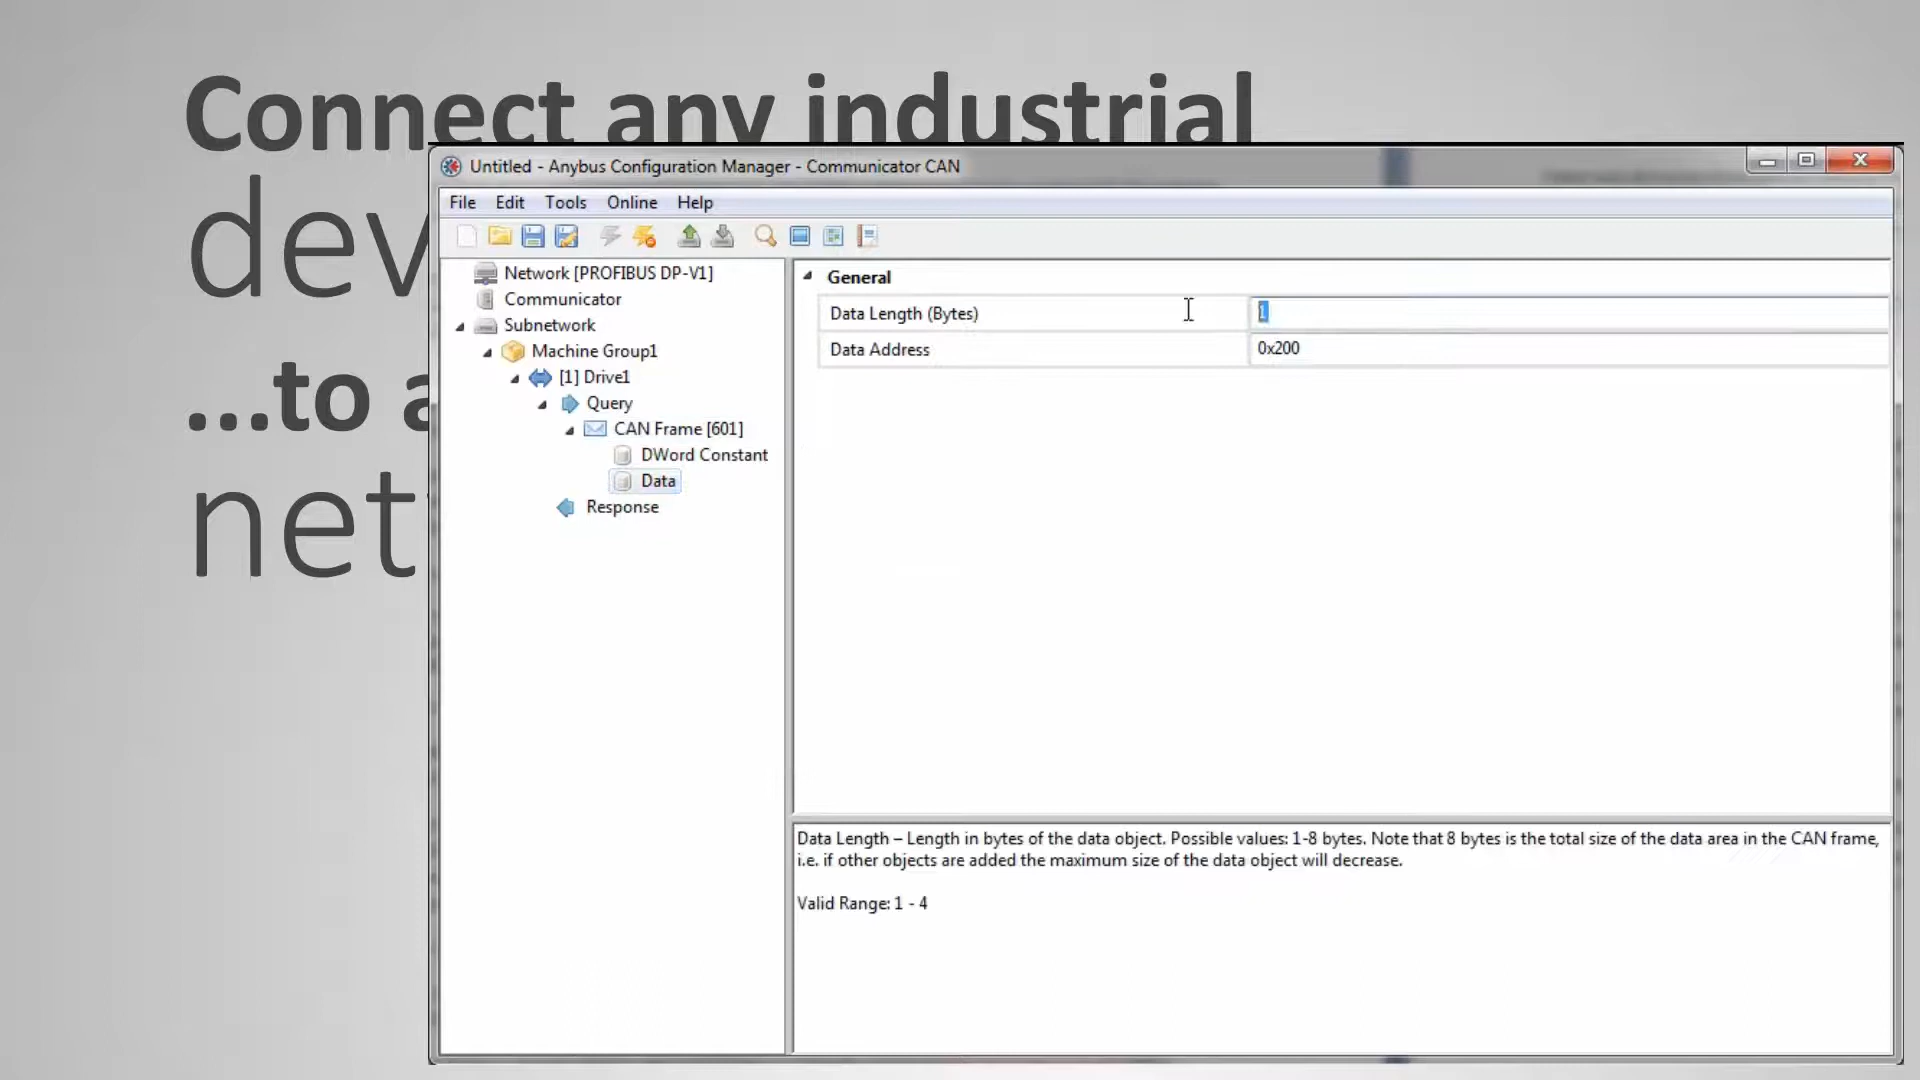 Connect any industrial
dev
...to a
net
Untitled - Anybus Configuration Manager - Communicator CAN
File Edit Tools Online Help
Network [PROFIBUS DP-V1]
Communicator
Subnetwork
Machine Group1
[1] Drive1
Query
CAN Frame [601]
DWord Constant
Data
Response
General
Data Length (Bytes) 1
Data Address 0x200
Data Length – Length in bytes of the data object. Possible values: 1-8 bytes. Note that 8 bytes is the total size of the data area in the CAN frame,
i.e. if other objects are added the maximum size of the data object will decrease.
Valid Range: 1 - 4